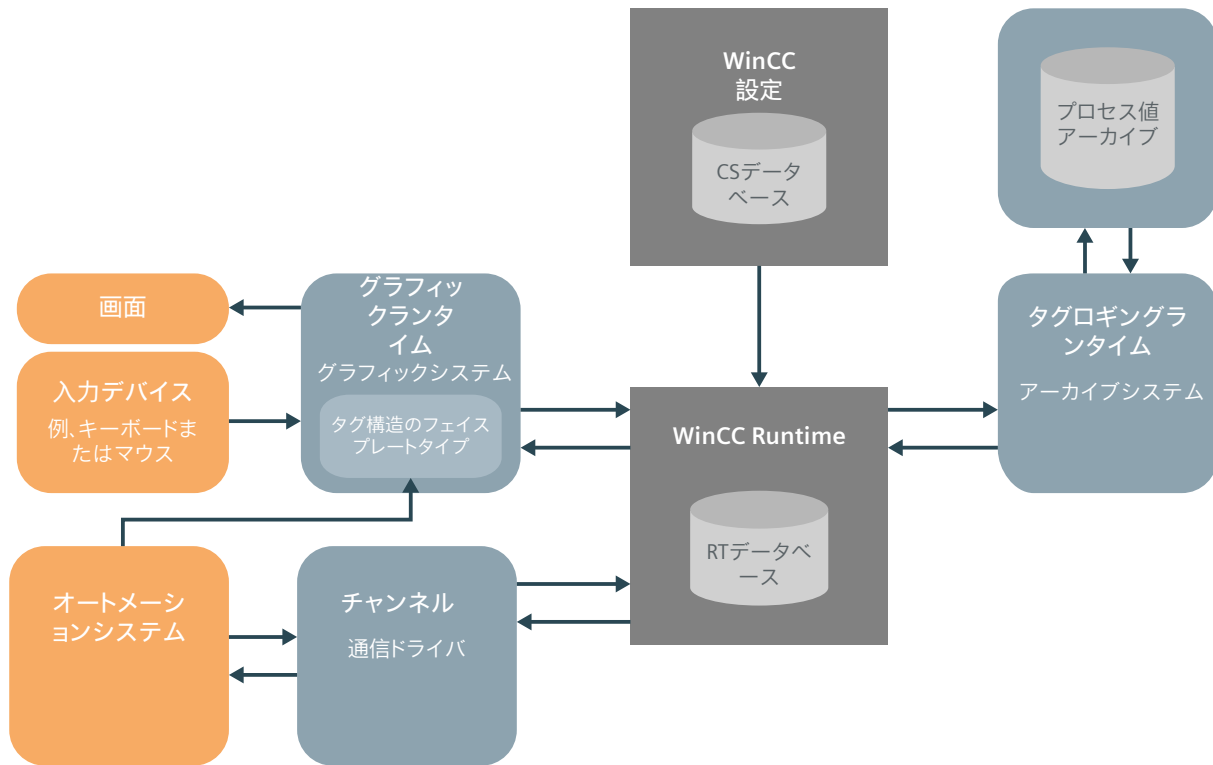 WinCC
設定
CSデータ
ベース
プロセス値
アーカイブ
画面
入力デバイス
例、キーボードま
たはマウス
グラフィッ
クランタ
イム
グラフィックシステム
タグ構造のフェイス
プレートタイプ
WinCC Runtime
RTデータベ
ース
タグロギングラ
ンタイム
アーカイブシステム
オートメーシ
ョンシステム
チャンネル
通信ドライバ